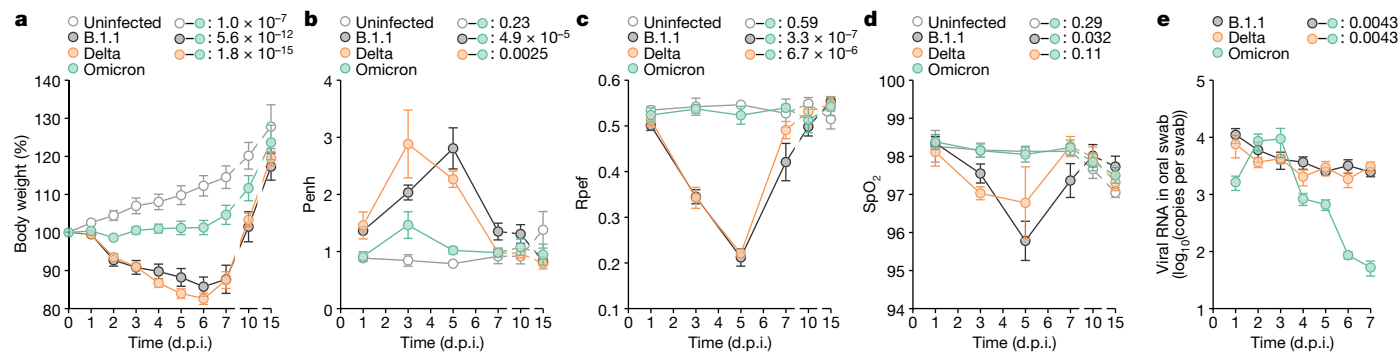 a
Uninfected
B.1.1
Delta
Omicron
: 1.0 × 10⁻⁷
: 5.6 × 10⁻¹²
: 1.8 × 10⁻¹⁵
Body weight (%)
140
130
120
110
100
90
80
0 1 2 3 4 5 6 7 10 15
Time (d.p.i.)
b
Uninfected
B.1.1
Delta
Omicron
: 0.23
: 4.9 × 10⁻⁵
: 0.0025
Penh
4
3
2
1
0
0 1 2 3 4 5 7 10 15
Time (d.p.i.)
c
Uninfected
B.1.1
Delta
Omicron
: 0.59
: 3.3 × 10⁻⁷
: 6.7 × 10⁻⁶
Rpef
0.6
0.5
0.4
0.3
0.2
0.1
0 1 2 3 4 5 7 10 15
Time (d.p.i.)
d
Uninfected
B.1.1
Delta
Omicron
: 0.29
: 0.032
: 0.11
SpO₂
100
99
98
97
96
95
94
0 1 2 3 4 5 7 10 15
Time (d.p.i.)
e
B.1.1
Delta
Omicron
: 0.0043
: 0.0043
Viral RNA in oral swab
(log₁₀(copies per swab))
5
4
3
2
1
0 1 2 3 4 5 6 7
Time (d.p.i.)